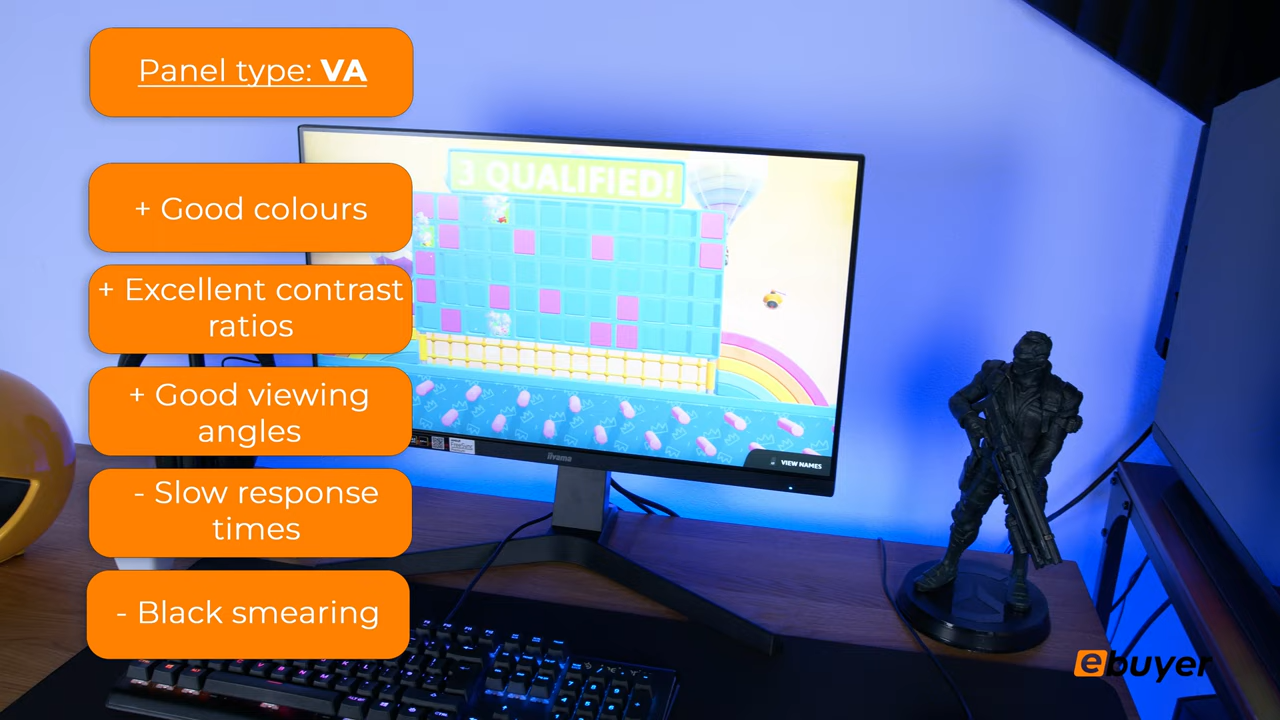 Panel type: VA
+ Good colours
+ Excellent contrast
ratios
+ Good viewing
angles
- Slow response
times
- Black smearing
3 QUALIFIED!
VIEW NAMES
iiyama
ebuyer